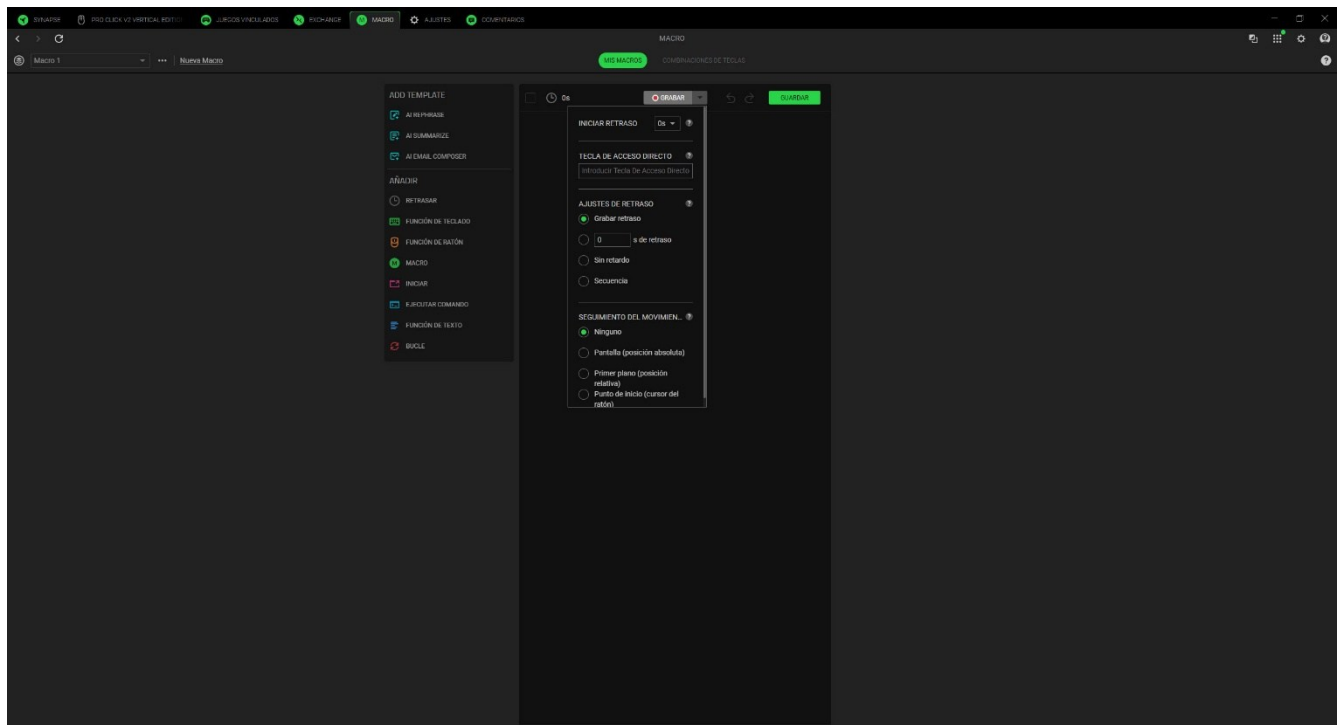 SYNAPSE PRO CLICK V2 VERTICAL EDITIO JUEGOS VINCULADOS EXCHANGE MACRO AJUSTES COMENTARIOS
MACRO
Macro 1 Nueva Macro MIS MACROS COMBINACIONES DE TECLAS
ADD TEMPLATE
AI REPHRASE
AI SUMMARIZE
AI EMAIL COMPOSER
AÑADIR
RETRASAR
FUNCIÓN DE TECLADO
FUNCIÓN DE RATÓN
MACRO
INICIAR
EJECUTAR COMANDO
FUNCIÓN DE TEXTO
BUCLE
0s GRABAR GUARDAR
INICIAR RETRASO 0s
TECLA DE ACCESO DIRECTO
Introducir Tecla De Acceso Directo
AJUSTES DE RETRASO
Grabar retraso
0 s de retraso
Sin retardo
Secuencia
SEGUIMIENTO DEL MOVIMIEN...
Ninguno
Pantalla (posición absoluta)
Primer plano (posición
relativa)
Punto de inicio (cursor del
ratón)